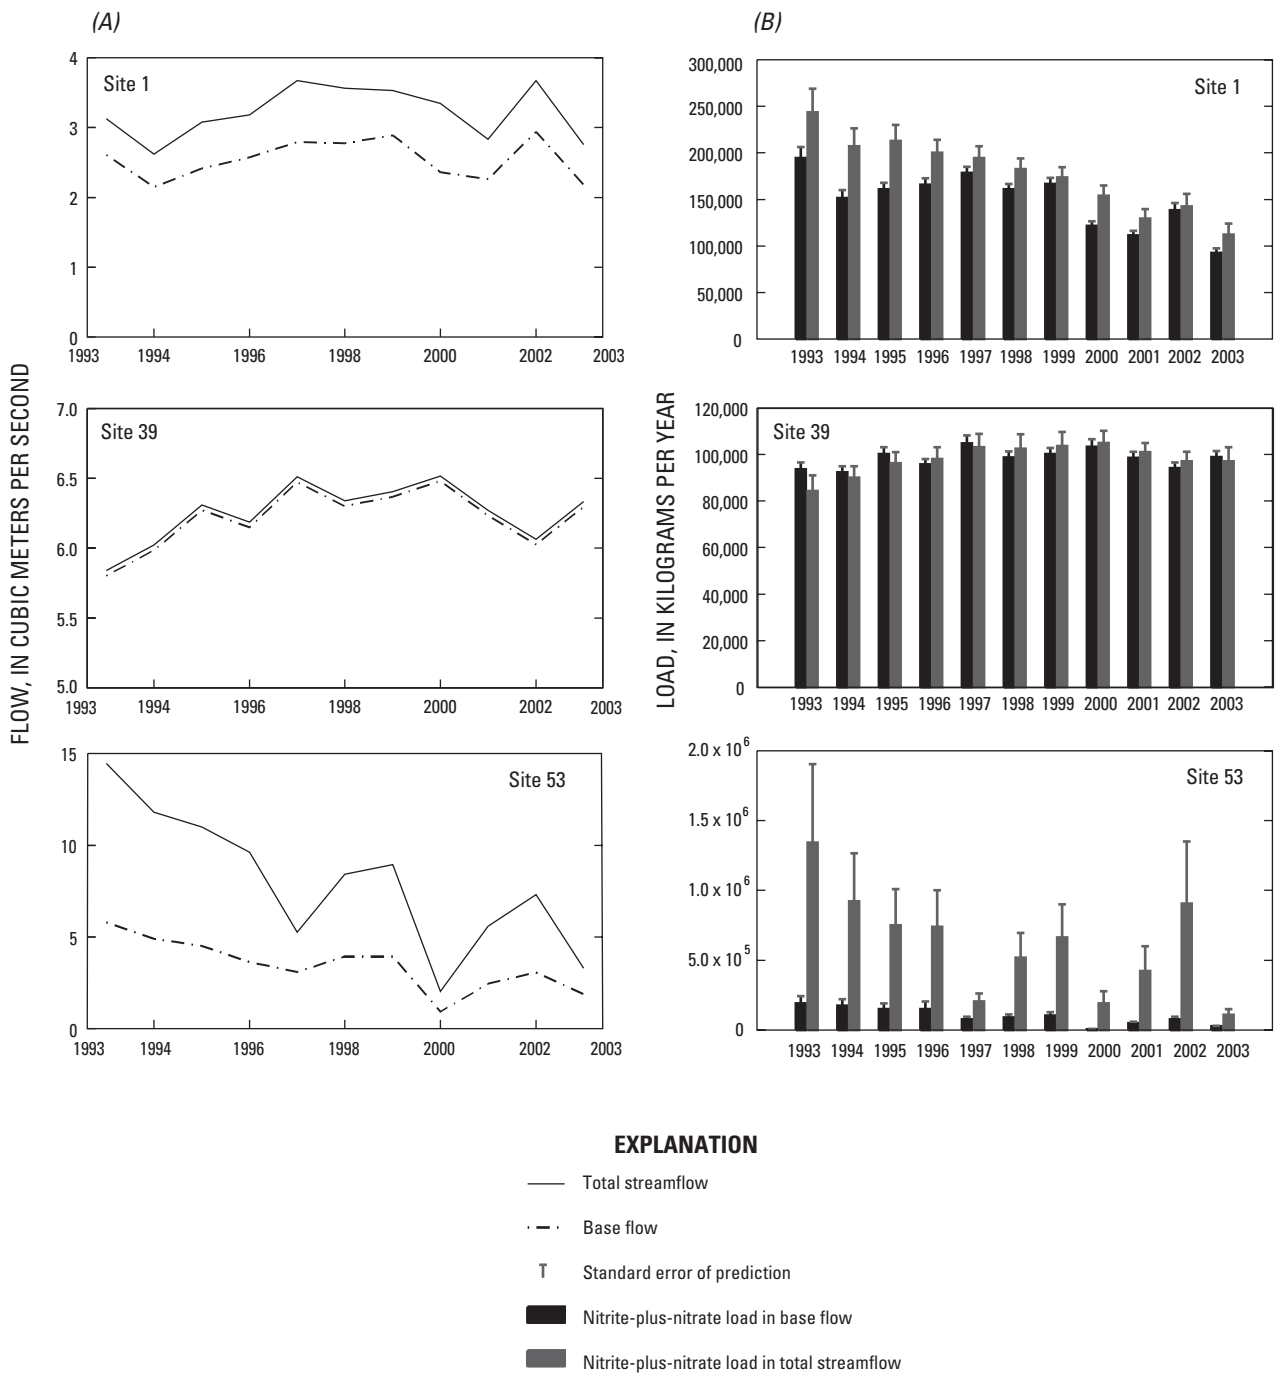 (A)
(B)
FLOW, IN CUBIC METERS PER SECOND
Site 1
4
3
2
1
0
1993 1994 1996 1998 2000 2002 2003
Site 39
7.0
6.5
6.0
5.5
5.0
1993 1994 1996 1998 2000 2002 2003
Site 53
15
10
5
0
1993 1994 1996 1998 2000 2002 2003
LOAD, IN KILOGRAMS PER YEAR
Site 1
300,000
250,000
200,000
150,000
100,000
50,000
0
1993 1994 1995 1996 1997 1998 1999 2000 2001 2002 2003
Site 39
120,000
100,000
80,000
60,000
40,000
20,000
0
1993 1994 1995 1996 1997 1998 1999 2000 2001 2002 2003
Site 53
2.0 x 10⁶
1.5 x 10⁶
1.0 x 10⁶
5.0 x 10⁵
0
1993 1994 1995 1996 1997 1998 1999 2000 2001 2002 2003
EXPLANATION
Total streamflow
Base flow
Standard error of prediction
Nitrite-plus-nitrate load in base flow
Nitrite-plus-nitrate load in total streamflow